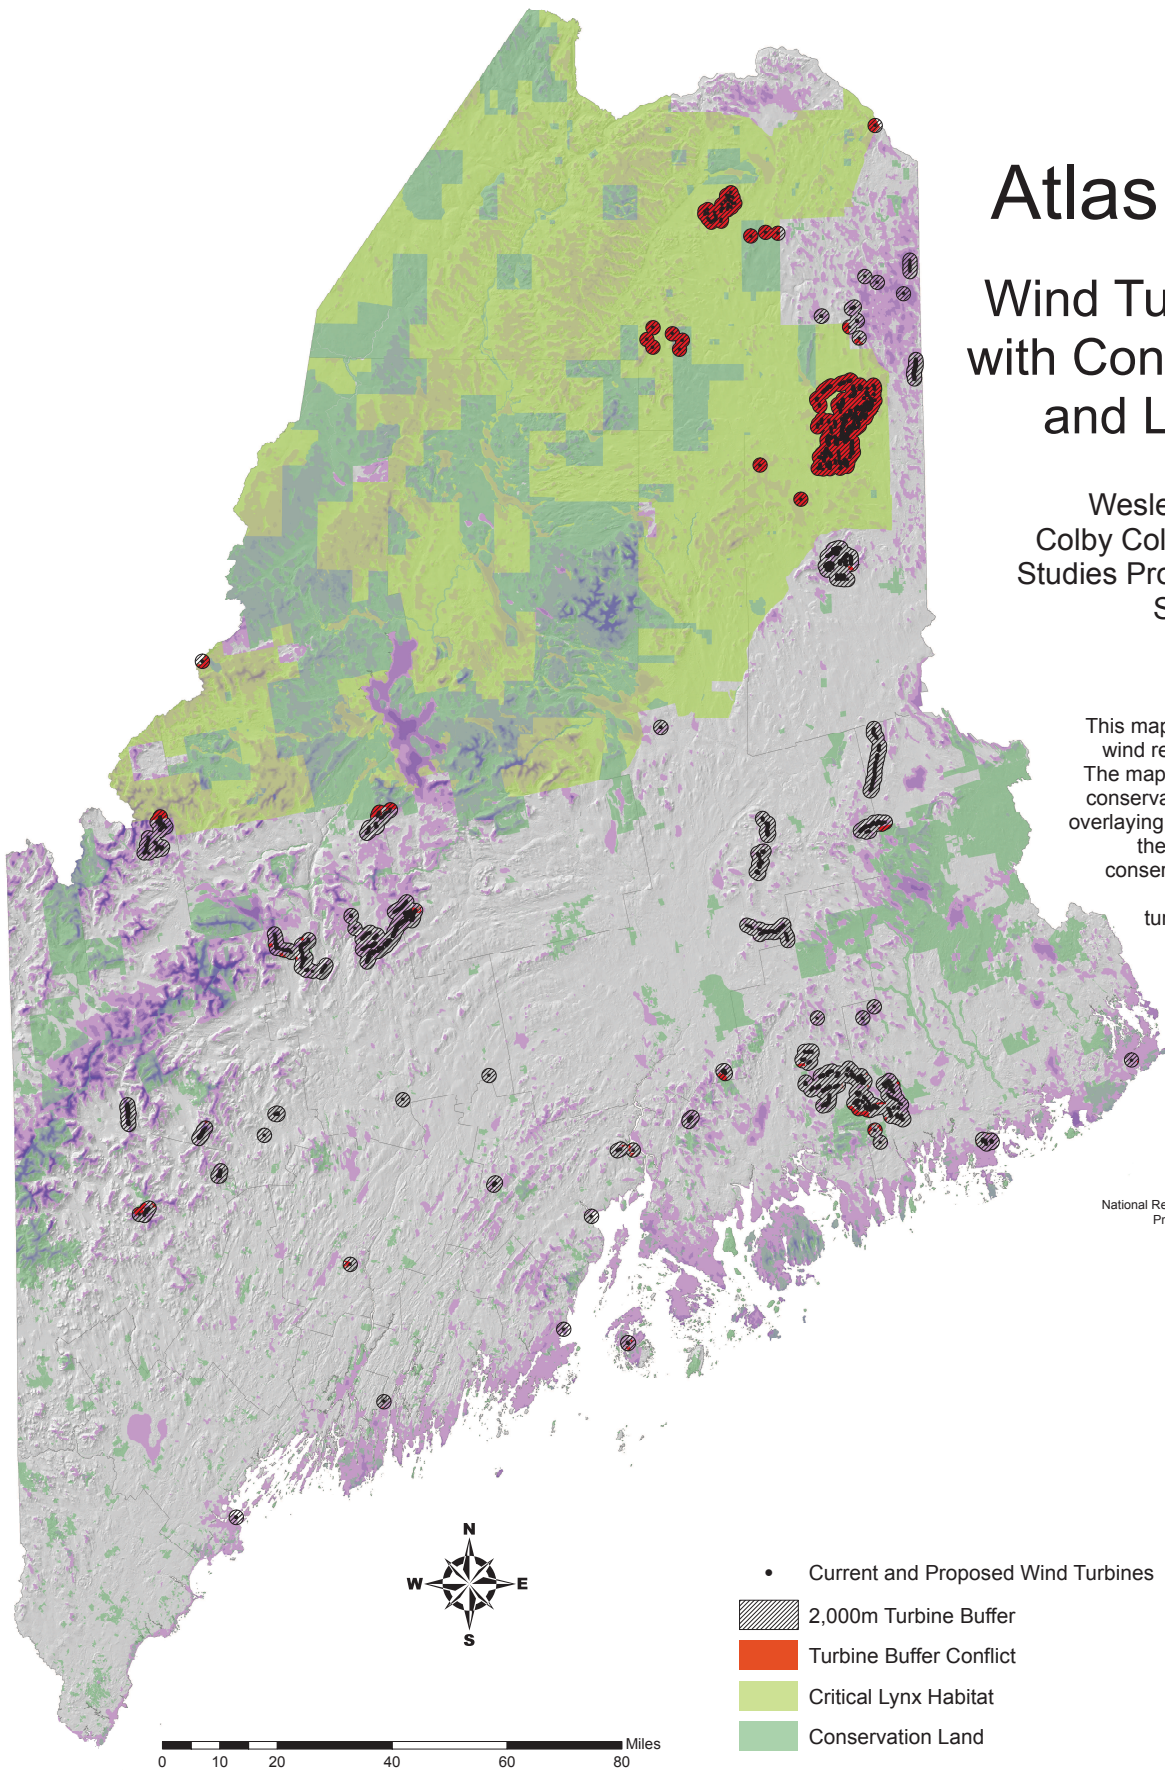 Atlas
Wind Tu
with Con
and L
Wesle
Colby Col
Studies Pro
S
This map
wind re
The map
conserva
overlaying
the
conser
tur
National Re
Pr
N
W E
S
• Current and Proposed Wind Turbines
2,000m Turbine Buffer
Turbine Buffer Conflict
Critical Lynx Habitat
Conservation Land
Miles
0 10 20 40 60 80